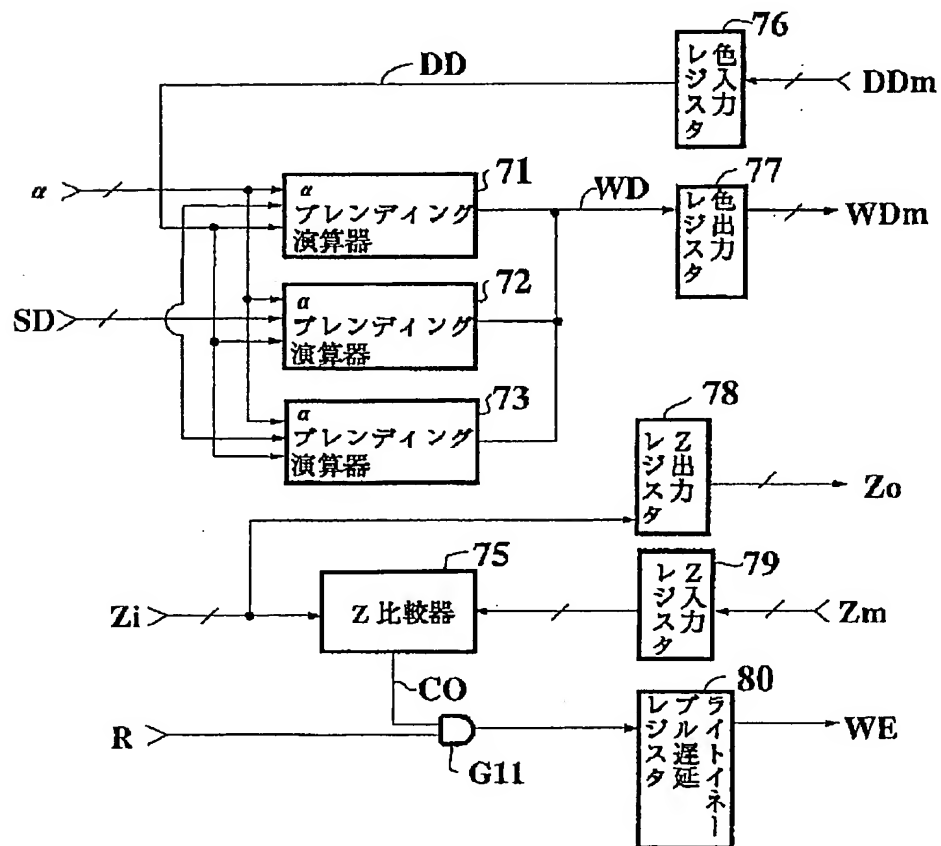 76
色入力
レジスタ
DD
DDm
α
71
α
ブレンディング
演算器
WD
77
色出力
レジスタ
WDm
SD
72
α
ブレンディング
演算器
73
α
ブレンディング
演算器
78
Z出力
レジスタ
Zo
75
Z比較器
Zi
79
Z入力
レジスタ
Zm
CO
R
G11
80
ライトイネー
ブル遅延
レジスタ
WE